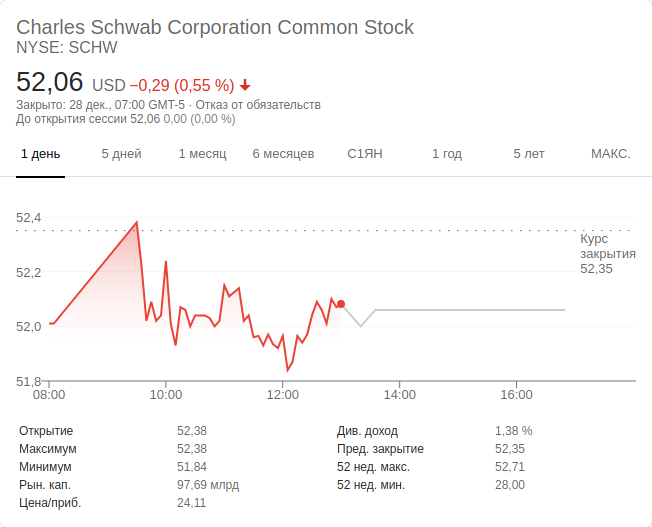 Charles Schwab Corporation Common Stock
NYSE: SCHW
52,06 USD −0,29 (0,55 %)
Закрыто: 28 дек., 07:00 GMT-5 · Отказ от обязательств
До открытия сессии 52,06 0,00 (0,00 %)
1 день 5 дней 1 месяц 6 месяцев С1ЯН 1 год 5 лет МАКС.
52,4
Курс
закрытия
52,35
52,2
52,0
51,8
08:00 10:00 12:00 14:00 16:00
Открытие 52,38 Див. доход 1,38 %
Максимум 52,38 Пред. закрытие 52,35
Минимум 51,84 52 нед. макс. 52,71
Рын. кап. 97,69 млрд 52 нед. мин. 28,00
Цена/приб. 24,11